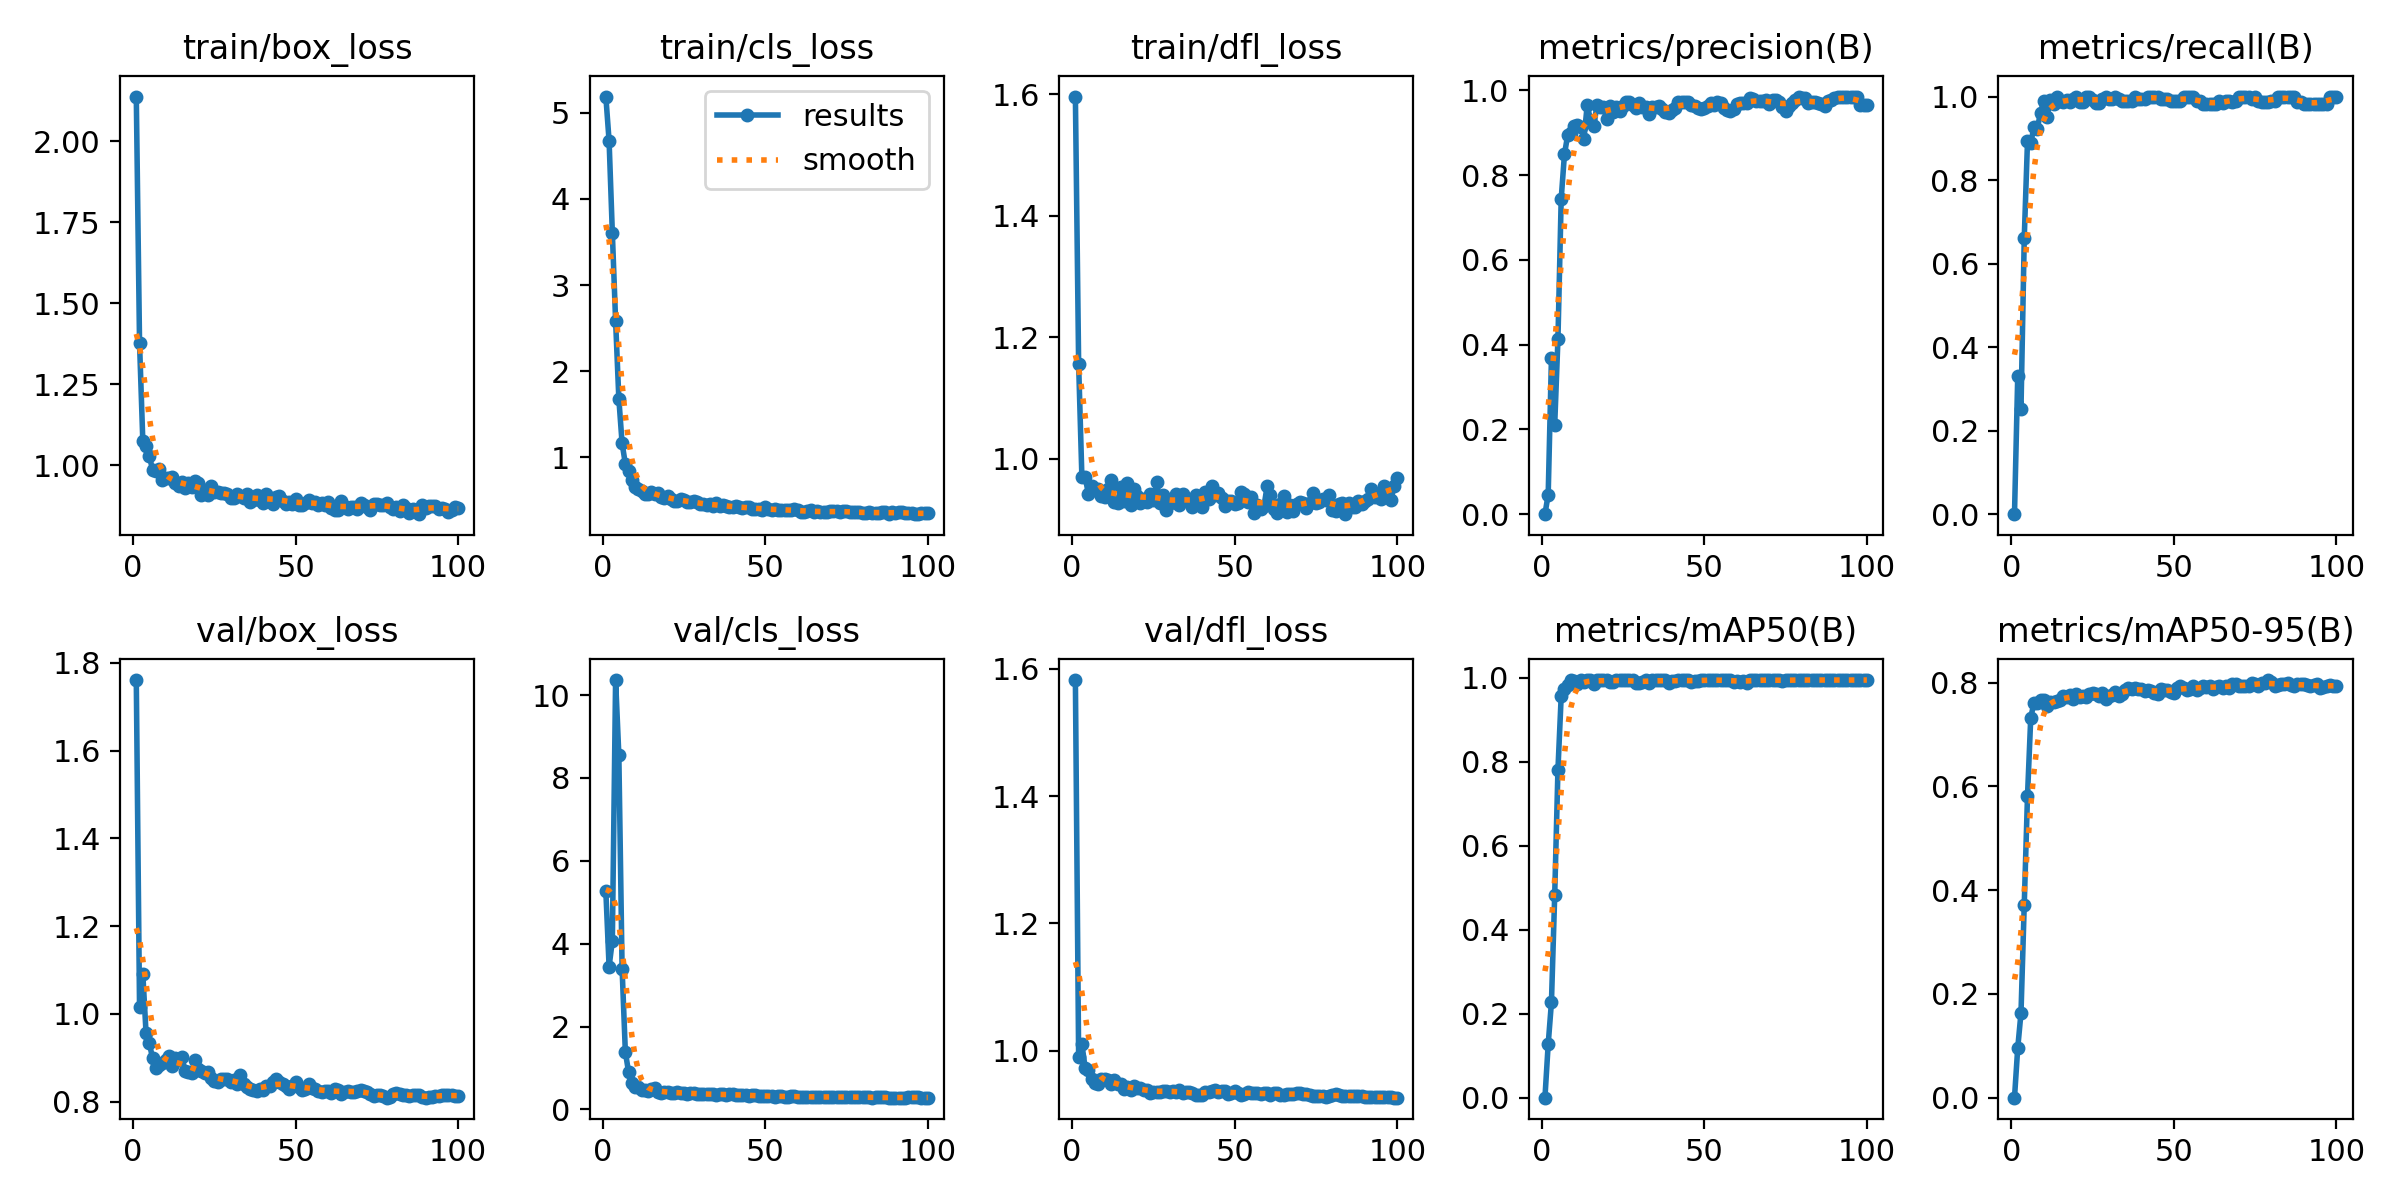 train/box_loss
2.00
1.75
1.50
1.25
1.00
0 50 100
train/cls_loss
results
smooth
5
4
3
2
1
0 50 100
train/dfl_loss
1.6
1.4
1.2
1.0
0 50 100
metrics/precision(B)
1.0
0.8
0.6
0.4
0.2
0.0
0 50 100
metrics/recall(B)
1.0
0.8
0.6
0.4
0.2
0.0
0 50 100
val/box_loss
1.8
1.6
1.4
1.2
1.0
0.8
0 50 100
val/cls_loss
10
8
6
4
2
0
0 50 100
val/dfl_loss
1.6
1.4
1.2
1.0
0 50 100
metrics/mAP50(B)
1.0
0.8
0.6
0.4
0.2
0.0
0 50 100
metrics/mAP50-95(B)
0.8
0.6
0.4
0.2
0.0
0 50 100